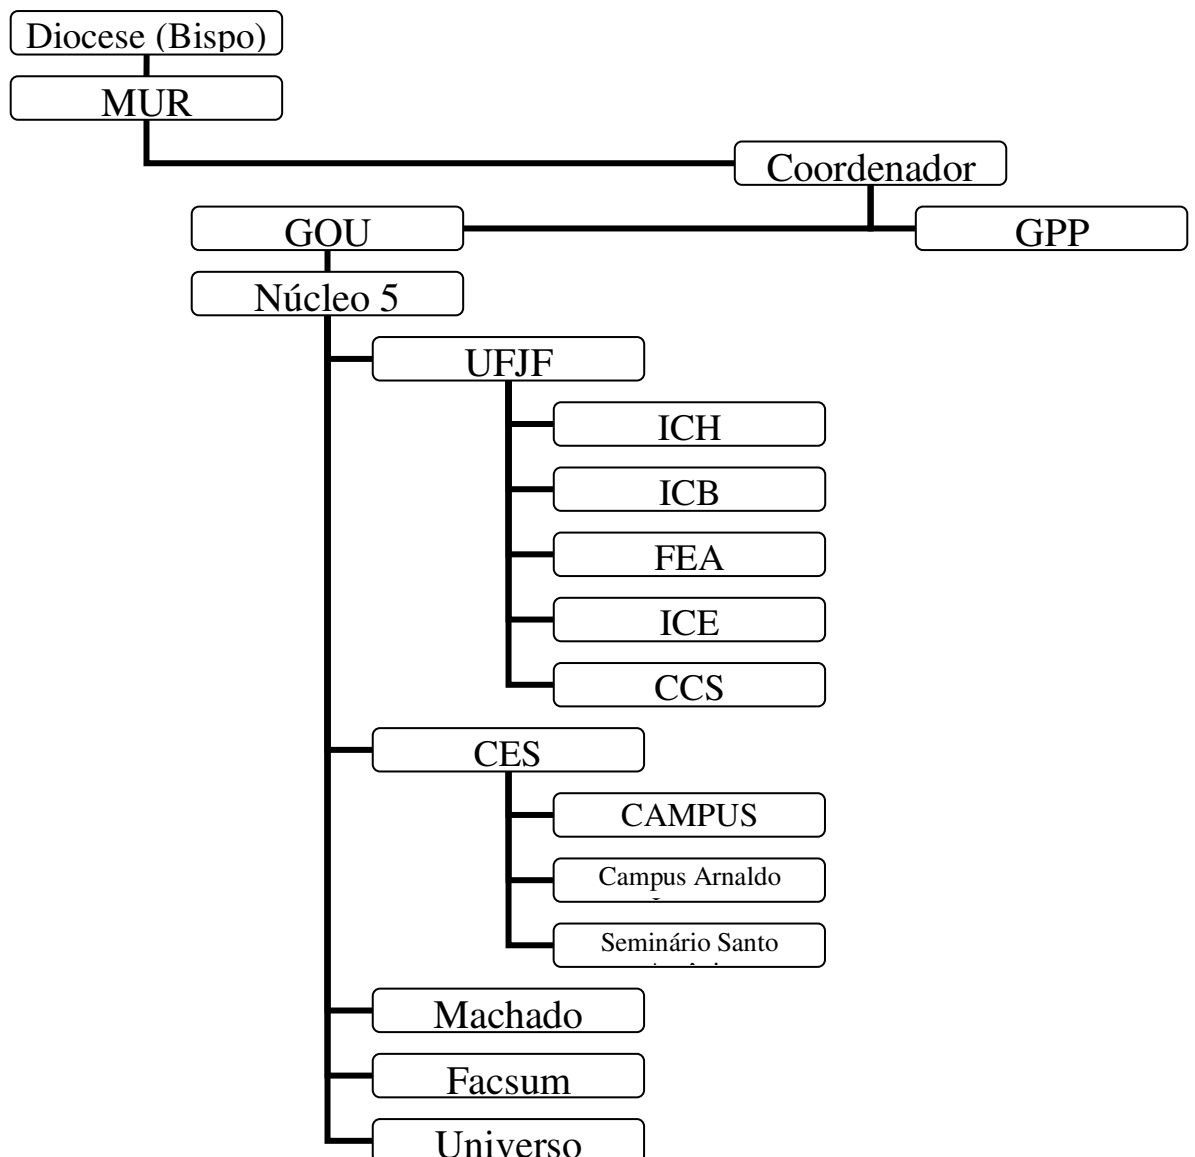 Diocese (Bispo)
MUR
Coordenador
GOU
GPP
Núcleo 5
UFJF
ICH
ICB
FEA
ICE
CCS
CES
CAMPUS
Campus Arnaldo
Seminário Santo
Machado
Facsum
Universo